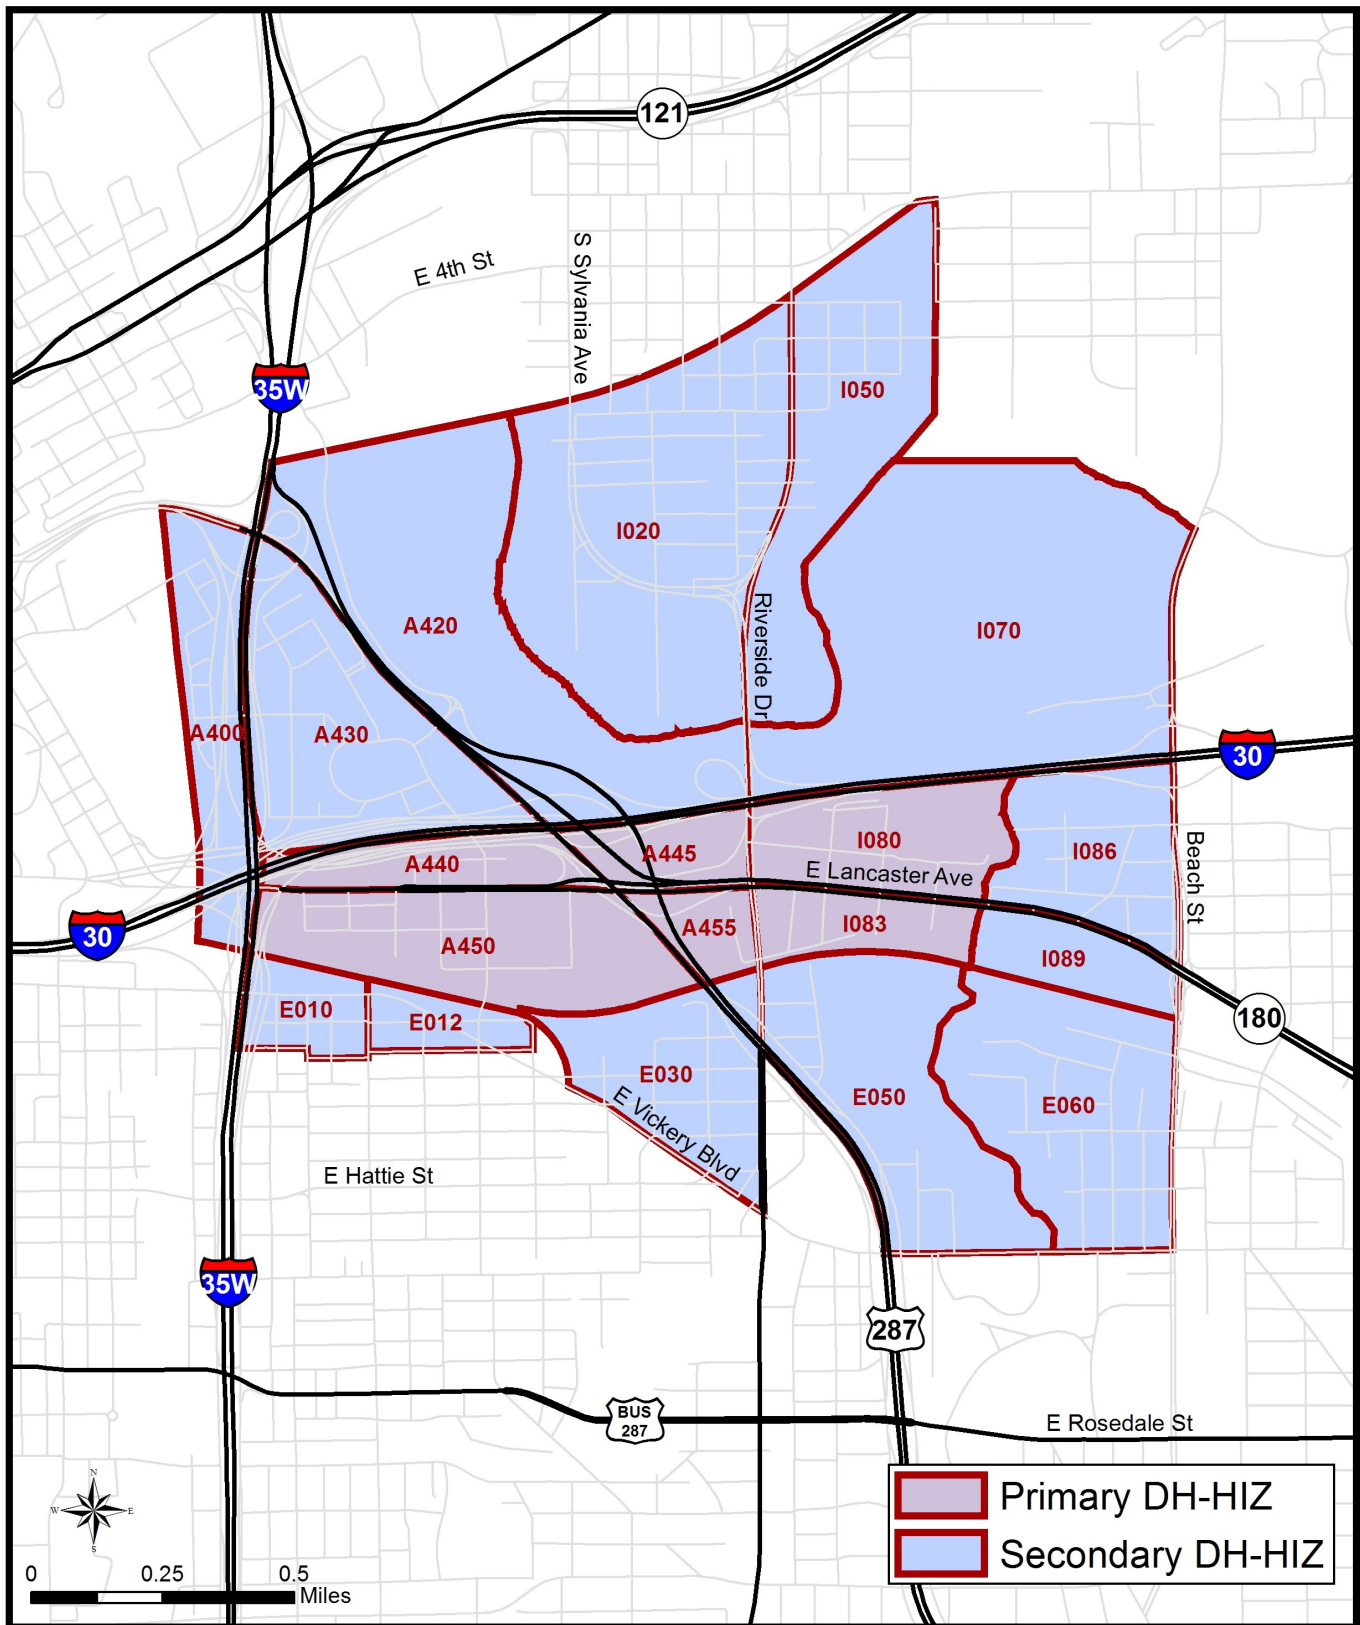 121
E 4th St
S Sylvania Ave
35W
I050
I020
Riverside Dr
A420
I070
A400
A430
30
A445
I080
A440
I086
E Lancaster Ave
Beach St
30
A450
A455
I083
I089
E010
E012
180
E030
E050
E060
E Vickery Blvd
E Hattie St
35W
287
BUS
287
E Rosedale St
N
W
E
S
0
0.25
0.5
Miles
Primary DH-HIZ
Secondary DH-HIZ